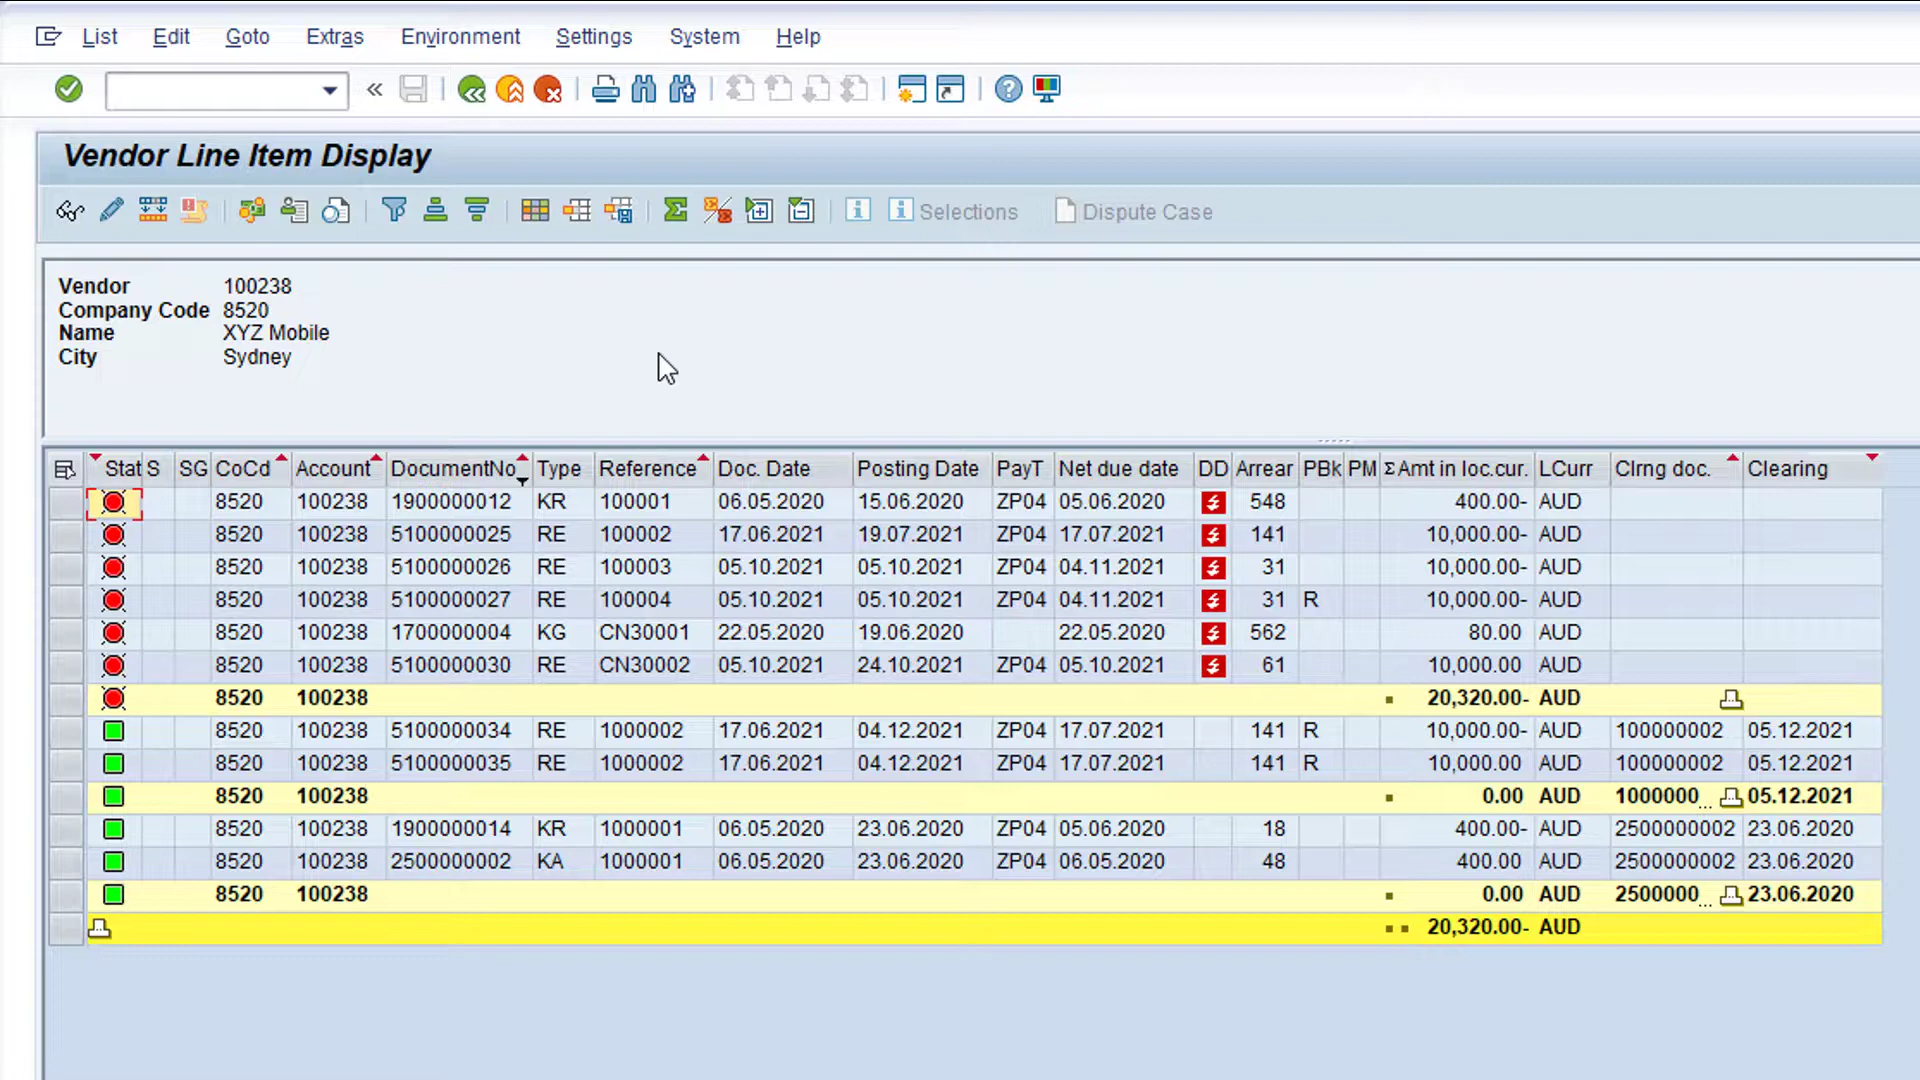 List Edit Goto Extras Environment Settings System Help
Vendor Line Item Display
Selections Dispute Case
Vendor 100238
Company Code 8520
Name XYZ Mobile
City Sydney
Stat S SG CoCd Account DocumentNo Type Reference Doc. Date Posting Date PayT Net due date DD Arrear PBk PM ΣAmt in loc.cur. LCurr Clrng doc. Clearing
8520 100238 1900000012 KR 100001 06.05.2020 15.06.2020 ZP04 05.06.2020 548 400.00- AUD
8520 100238 5100000025 RE 100002 17.06.2021 19.07.2021 ZP04 17.07.2021 141 10,000.00- AUD
8520 100238 5100000026 RE 100003 05.10.2021 05.10.2021 ZP04 04.11.2021 31 10,000.00- AUD
8520 100238 5100000027 RE 100004 05.10.2021 05.10.2021 ZP04 04.11.2021 31 R 10,000.00- AUD
8520 100238 1700000004 KG CN30001 22.05.2020 19.06.2020 22.05.2020 562 80.00 AUD
8520 100238 5100000030 RE CN30002 05.10.2021 24.10.2021 ZP04 05.10.2021 61 10,000.00 AUD
8520 100238 20,320.00- AUD
8520 100238 5100000034 RE 1000002 17.06.2021 04.12.2021 ZP04 17.07.2021 141 R 10,000.00- AUD 100000002 05.12.2021
8520 100238 5100000035 RE 1000002 17.06.2021 04.12.2021 ZP04 17.07.2021 141 R 10,000.00 AUD 100000002 05.12.2021
8520 100238 0.00 AUD 1000000... 05.12.2021
8520 100238 1900000014 KR 1000001 06.05.2020 23.06.2020 ZP04 05.06.2020 18 400.00- AUD 2500000002 23.06.2020
8520 100238 2500000002 KA 1000001 06.05.2020 23.06.2020 ZP04 06.05.2020 48 400.00 AUD 2500000002 23.06.2020
8520 100238 0.00 AUD 2500000... 23.06.2020
20,320.00- AUD